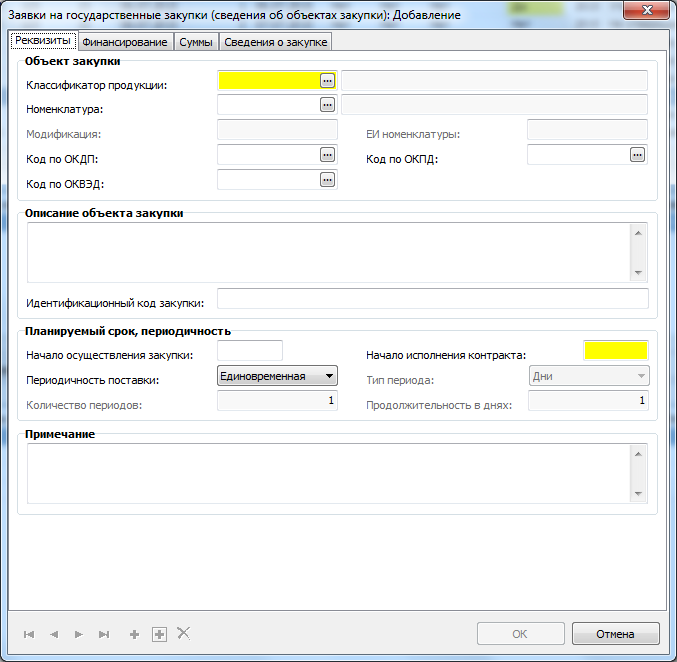 Заявки на государственные закупки (сведения об объектах закупки): Добавление
Реквизиты Финансирование Суммы Сведения о закупке
Объект закупки
Классификатор продукции:
Номенклатура:
Модификация: ЕИ номенклатуры:
Код по ОКДП: Код по ОКПД:
Код по ОКВЭД:
Описание объекта закупки
Идентификационный код закупки:
Планируемый срок, периодичность
Начало осуществления закупки: Начало исполнения контракта:
Периодичность поставки: Единовременная Тип периода: Дни
Количество периодов: 1 Продолжительность в днях: 1
Примечание
ОК Отмена